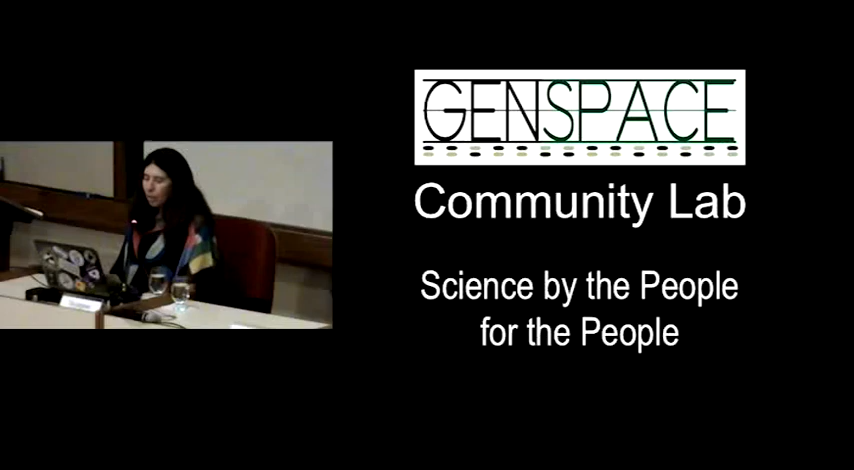 GENSPACE
Community Lab
Science by the People
for the People